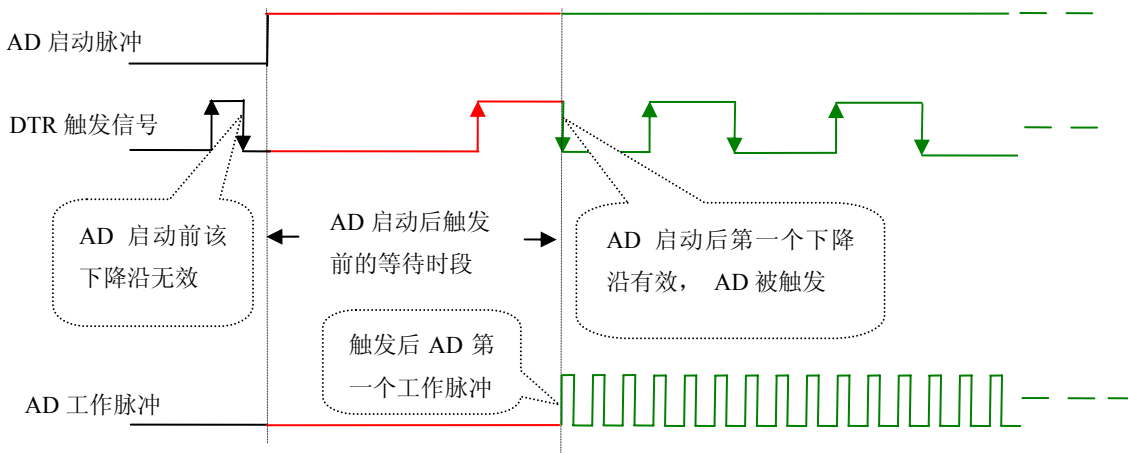 AD 启动脉冲
DTR 触发信号
AD 启动前该
下降沿无效
AD 启动后触发
前的等待时段
AD 启动后第一个下降
沿有效， AD 被触发
触发后 AD 第
一个工作脉冲
AD 工作脉冲